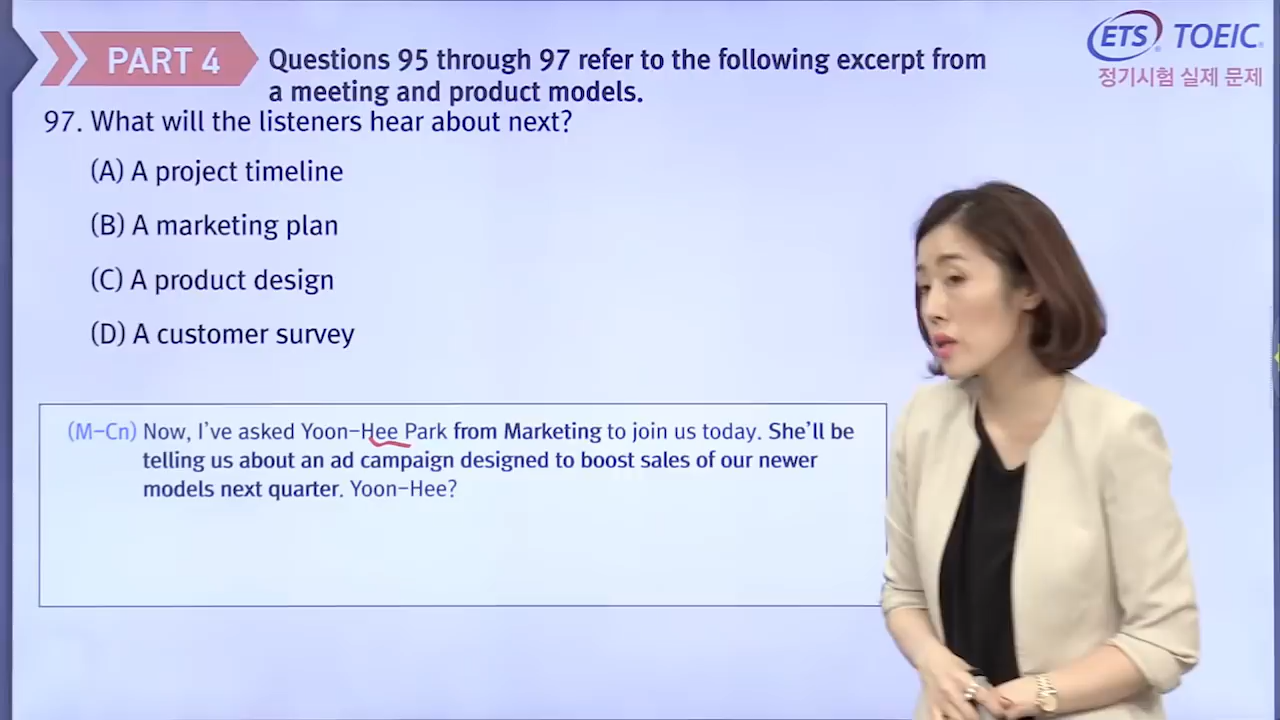 PART 4
Questions 95 through 97 refer to the following excerpt from
a meeting and product models.
ETS® TOEIC®
정기시험 실제 문제
97. What will the listeners hear about next?
(A) A project timeline
(B) A marketing plan
(C) A product design
(D) A customer survey
(M-Cn) Now, I've asked Yoon-Hee Park from Marketing to join us today. She'll be
telling us about an ad campaign designed to boost sales of our newer
models next quarter. Yoon-Hee?